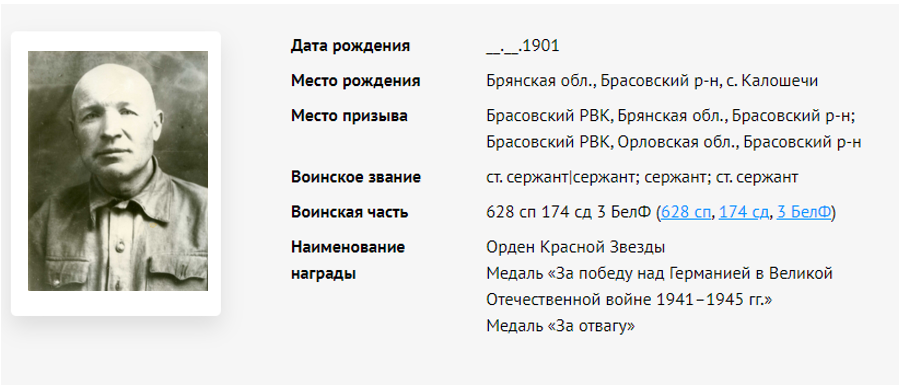 Дата рождения __.__.1901
Место рождения Брянская обл., Брасовский р-н, с. Калошечи
Место призыва Брасовский РВК, Брянская обл., Брасовский р-н;
Брасовский РВК, Орловская обл., Брасовский р-н
Воинское звание ст. сержант|сержант; сержант; ст. сержант
Воинская часть 628 сп 174 сд 3 БелФ (628 сп, 174 сд, 3 БелФ)
Наименование Орден Красной Звезды
награды Медаль «За победу над Германией в Великой
Отечественной войне 1941–1945 гг.»
Медаль «За отвагу»